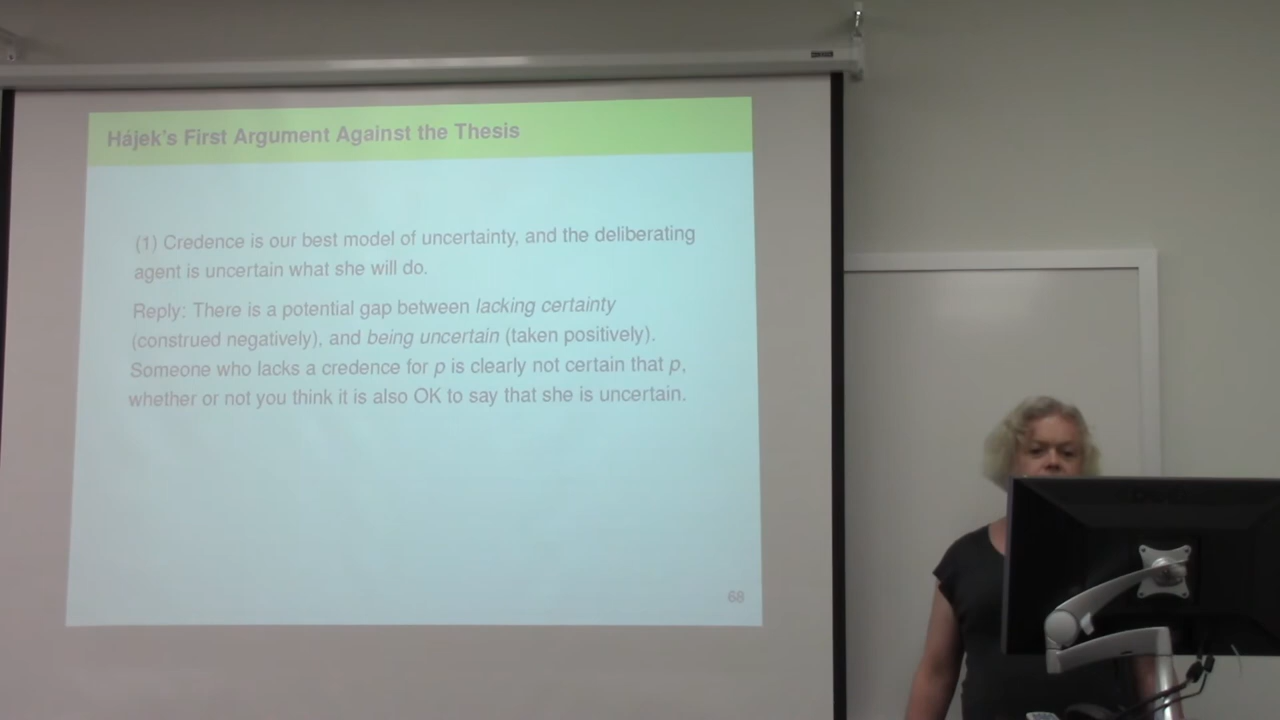 Hájek's First Argument Against the Thesis
(1) Credence is our best model of uncertainty, and the deliberating
agent is uncertain what she will do.
Reply: There is a potential gap between lacking certainty
(construed negatively), and being uncertain (taken positively).
Someone who lacks a credence for p is clearly not certain that p,
whether or not you think it is also OK to say that she is uncertain.
68